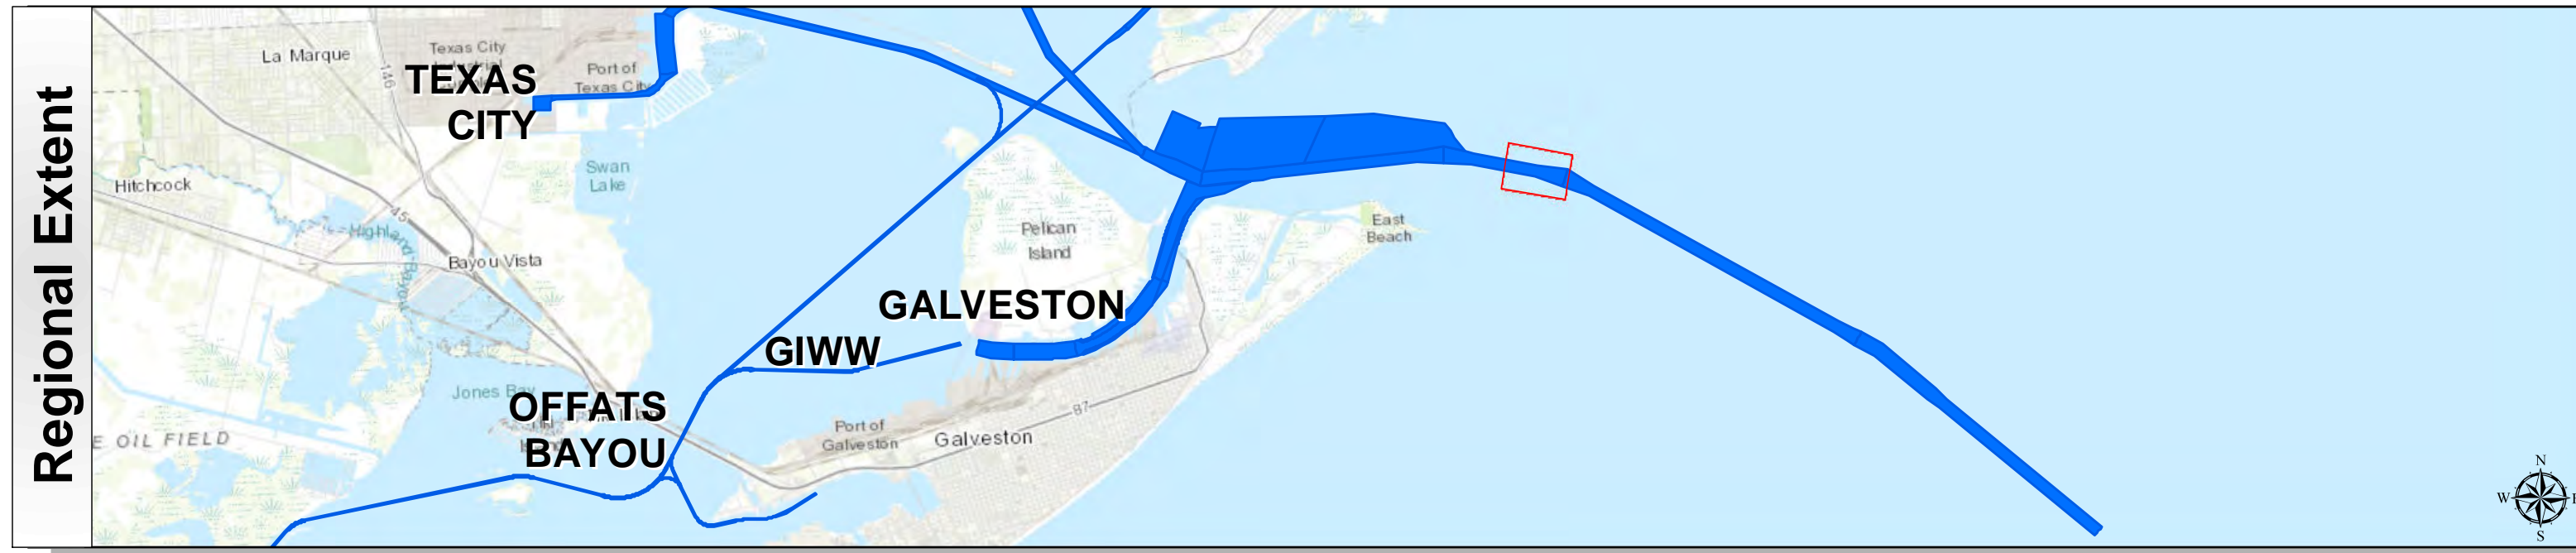 Regional Extent
La Marque
Texas City
TEXAS
CITY
146
Port of
Texas City
Swan
Lake
Hitchcock
45
Highland Bayou
Bayou Vista
Pelican
Island
East
Beach
GALVESTON
GIWW
Jones Bay
OFFATS
BAYOU
E OIL FIELD
Port of
Galveston
Galveston
87
N
W
S